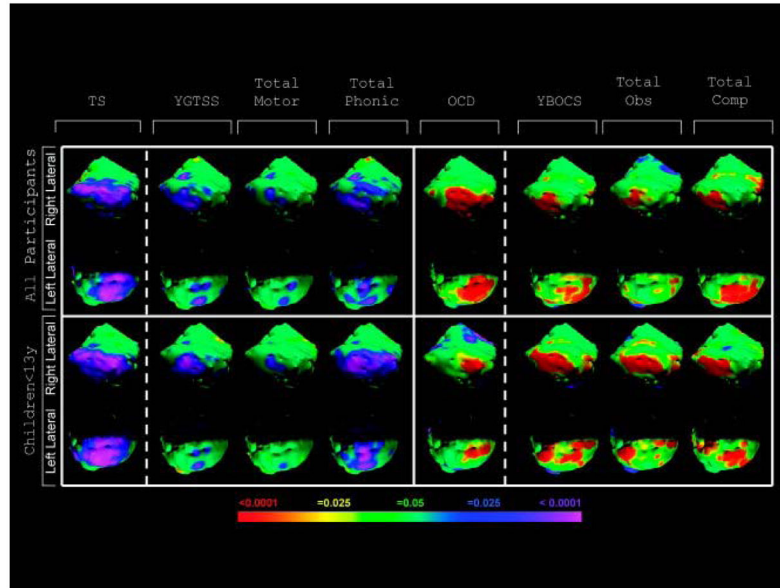 Total Total Total Total
TS YGTSS Motor Phonic OCD YBOCS Obs Comp
All Participants
Right Lateral
Left Lateral
Children<13y
Right Lateral
Left Lateral
<0.0001 =0.025 =0.05 =0.025 < 0.0001